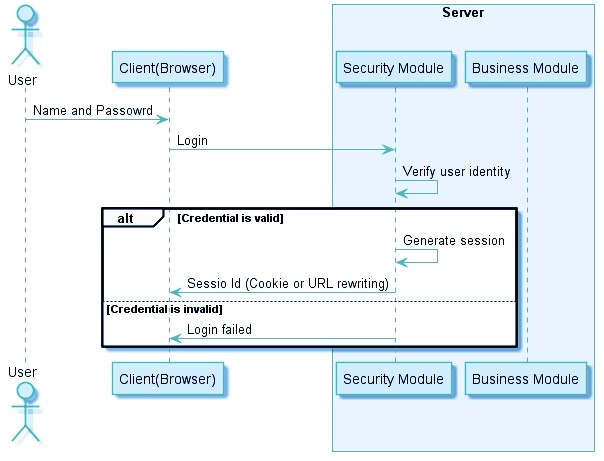 Server
User
Client(Browser)
Security Module
Business Module
Name and Passowrd
Login
Verify user identity
alt
[Credential is valid]
Generate session
Sessio Id (Cookie or URL rewriting)
[Credential is invalid]
Login failed
User
Client(Browser)
Security Module
Business Module